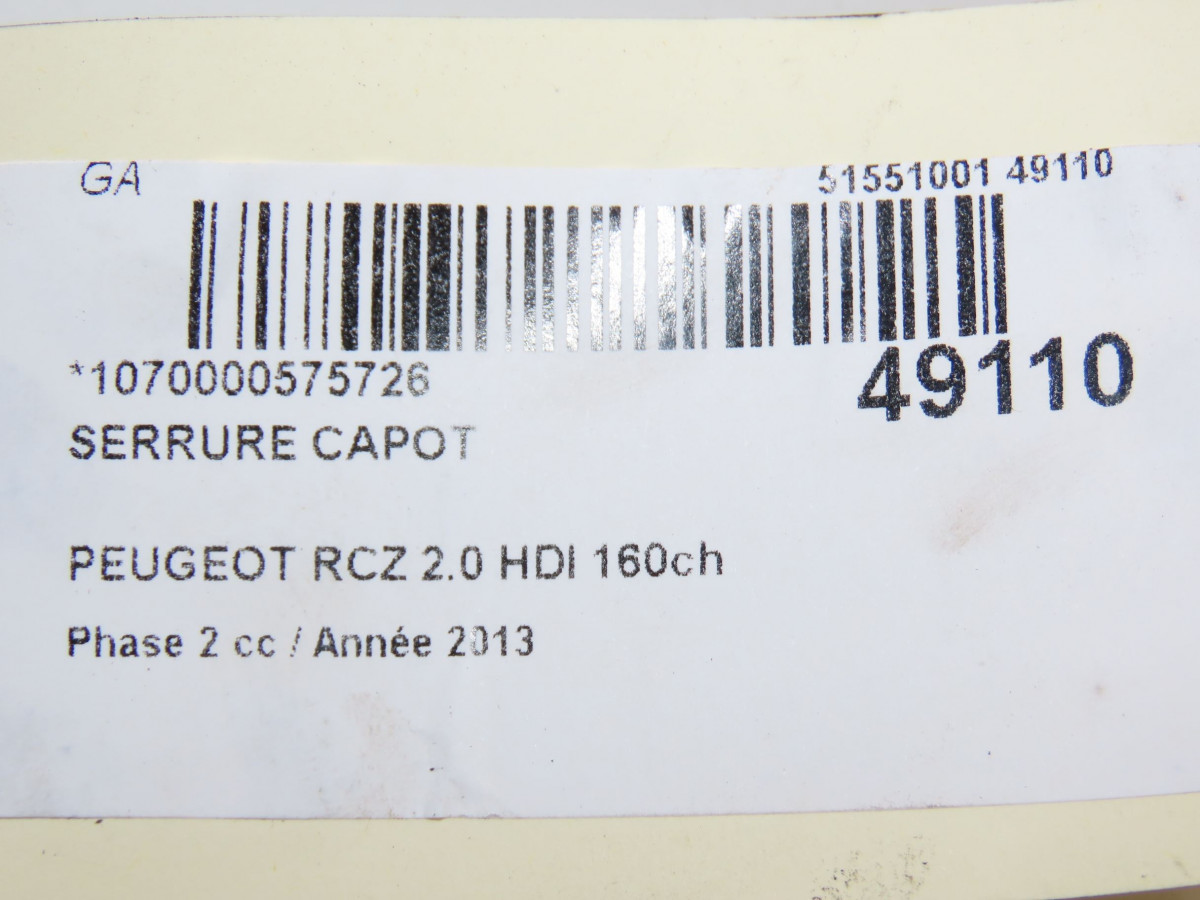 GA
51551001 49110
*1070000575726
49110
SERRURE CAPOT
PEUGEOT RCZ 2.0 HDI 160ch
Phase 2 cc / Année 2013